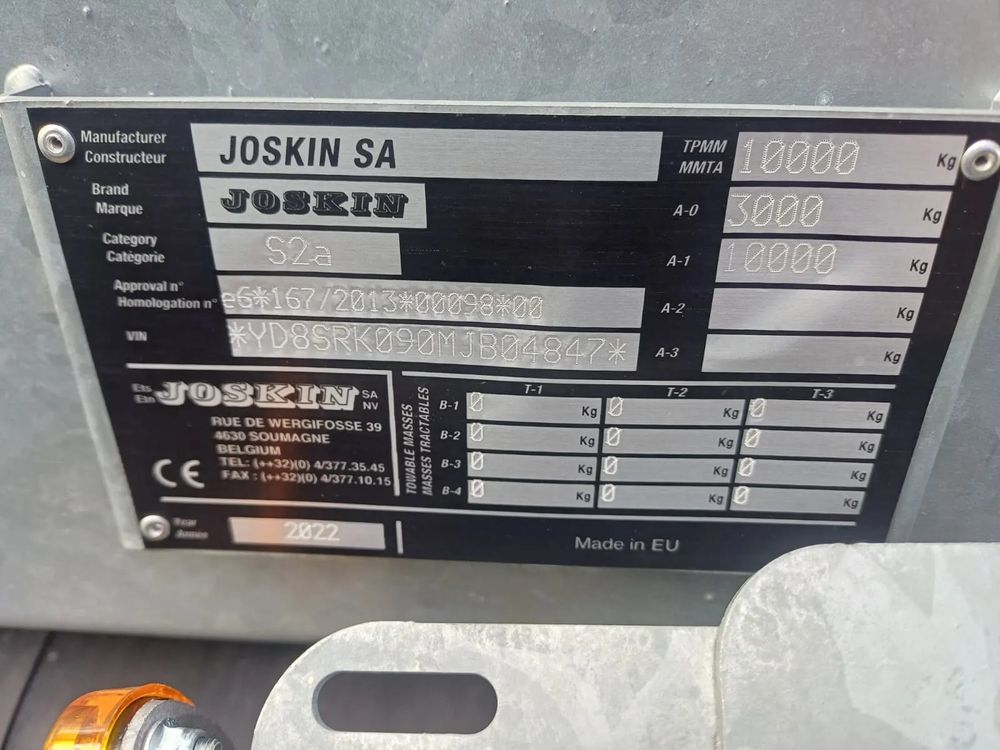 Manufacturer
Constructeur
JOSKIN SA
Brand
Marque
JOSKIN
Category
Catégorie
S2a
Approval n°
Homologation n°
e6*167/2013*00098*00
VIN
*YD8SRK090MJB04847*
TPMM
MMTA
10000 Kg
A-0 3000 Kg
A-1 10000 Kg
A-2 Kg
A-3 Kg
Ets
Etn
JOSKIN SA
NV
RUE DE WERGIFOSSE 39
4630 SOUMAGNE
BELGIUM
TEL: (++32)(0) 4/377.35.45
FAX : (++32)(0) 4/377.10.15
CE
TOWABLE MASSES
MASSES TRACTABLES
T-1 T-2 T-3
B-1 0 Kg 0 Kg 0 Kg
B-2 0 Kg 0 Kg 0 Kg
B-3 0 Kg 0 Kg 0 Kg
B-4 0 Kg 0 Kg 0 Kg
Year
Année
2022
Made in EU